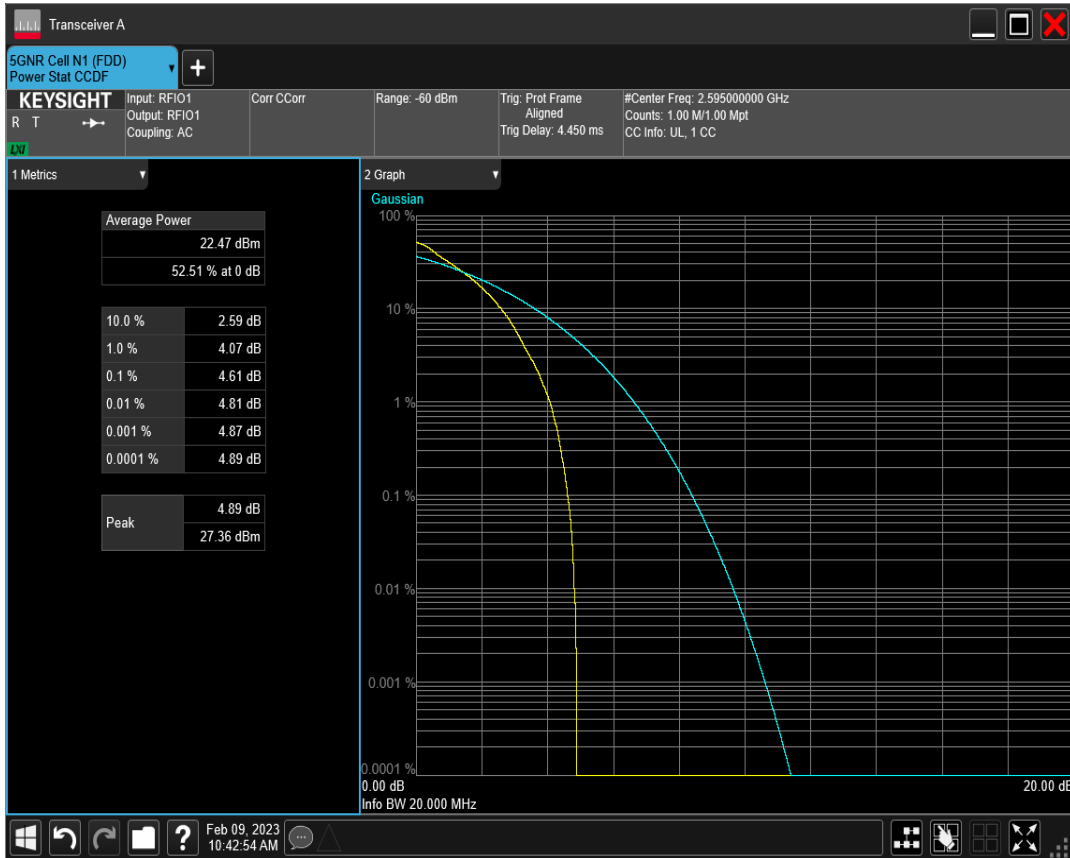 Transceiver A
5GNR Cell N1 (FDD)
Power Stat CCDF
+
KEYSIGHT
R T
LXI
Input: RFIO1
Output: RFIO1
Coupling: AC
Corr CCorr
Range: -60 dBm
Trig: Prot Frame
Aligned
Trig Delay: 4.450 ms
#Center Freq: 2.595000000 GHz
Counts: 1.00 M/1.00 Mpt
CC Info: UL, 1 CC
1 Metrics
Average Power
22.47 dBm
52.51 % at 0 dB
10.0 % 2.59 dB
1.0 % 4.07 dB
0.1 % 4.61 dB
0.01 % 4.81 dB
0.001 % 4.87 dB
0.0001 % 4.89 dB
Peak
4.89 dB
27.36 dBm
2 Graph
Gaussian
100 %
10 %
1 %
0.1 %
0.01 %
0.001 %
0.0001 %
0.00 dB 20.00 dB
Info BW 20.000 MHz
?
Feb 09, 2023
10:42:54 AM